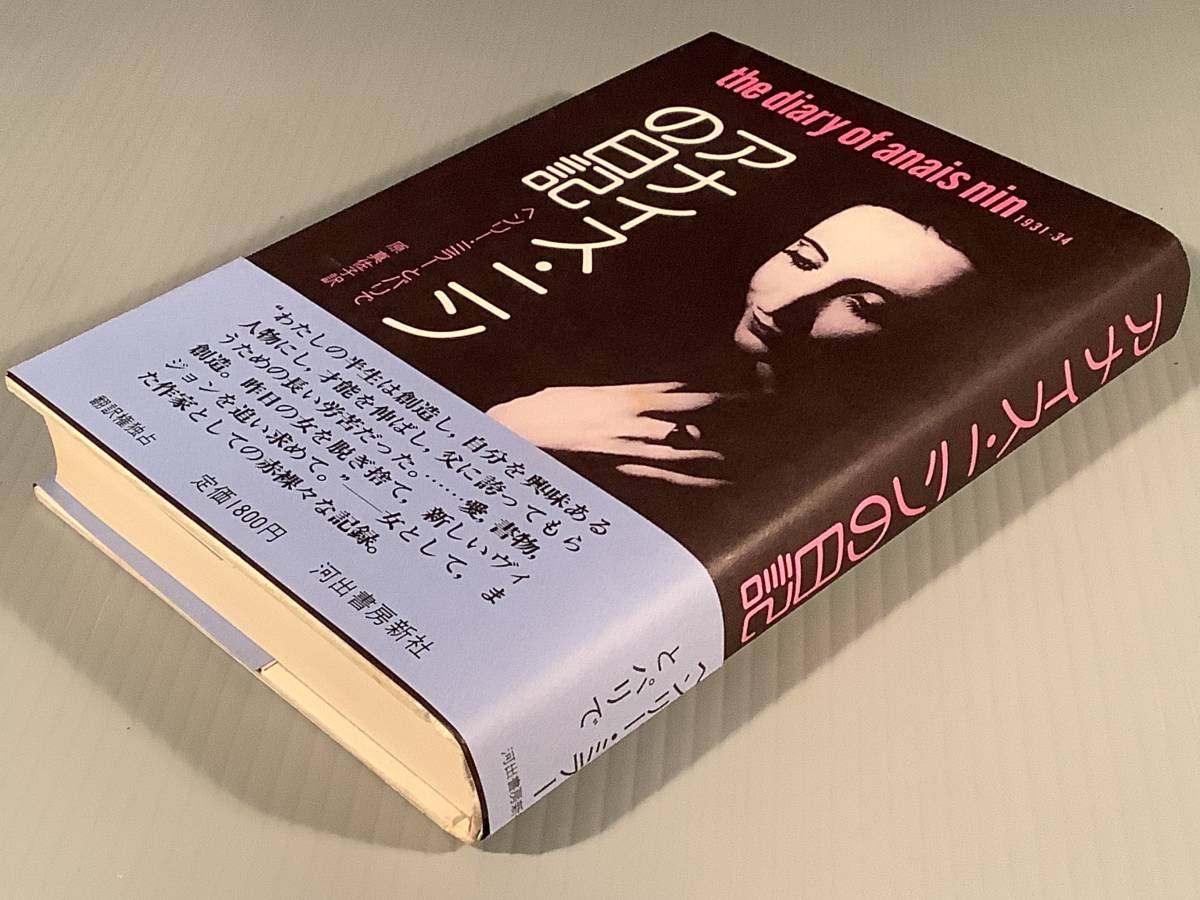 the diary of anais nin 1931-34
アナイス・ニン
の日記
ヘンリー・ミラーとパリで
原 真佐子訳
“わたしの半生は創造し，自分を興味ある
人物にし，才能を伸ばし，父に誇ってもら
うための長い労苦だった。……愛，書物，
創造。昨日の女を脱ぎ捨て，新しいヴィ
ジョンを追い求めて。”――女として，ま
た作家としての赤裸々な記録。
翻訳権独占
定価1800円
河出書房新社
アナイス・ニンの日記
ヘンリー・ミラー
とパリで
河出書房新